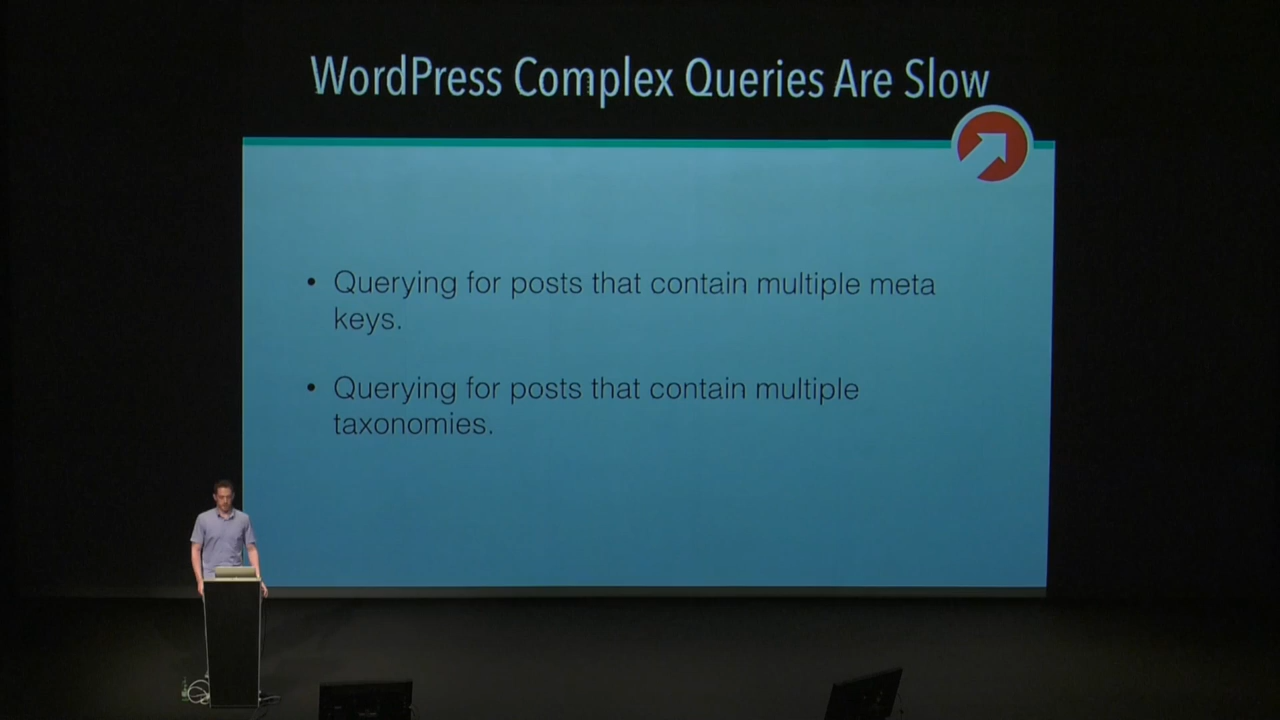 WordPress Complex Queries Are Slow
• Querying for posts that contain multiple meta
keys.
• Querying for posts that contain multiple
taxonomies.